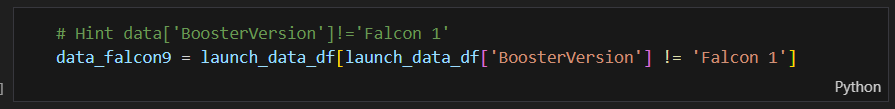 # Hint data['BoosterVersion']!='Falcon 1'
data_falcon9 = launch_data_df[launch_data_df['BoosterVersion'] != 'Falcon 1']
]
Python